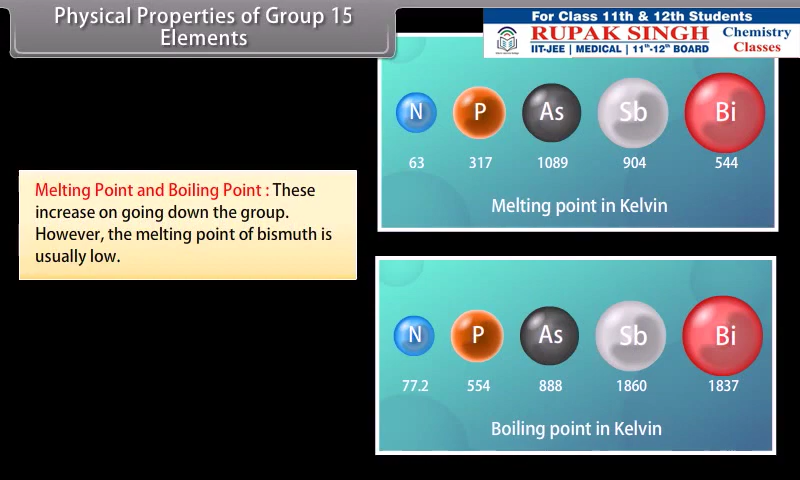 Physical Properties of Group 15
Elements
For Class 11th & 12th Students
RUPAK SINGH
Chemistry
Classes
IIT-JEE | MEDICAL | 11th-12th BOARD
N P As Sb Bi
63 317 1089 904 544
Melting point in Kelvin
Melting Point and Boiling Point : These
increase on going down the group.
However, the melting point of bismuth is
usually low.
N P As Sb Bi
77.2 554 888 1860 1837
Boiling point in Kelvin